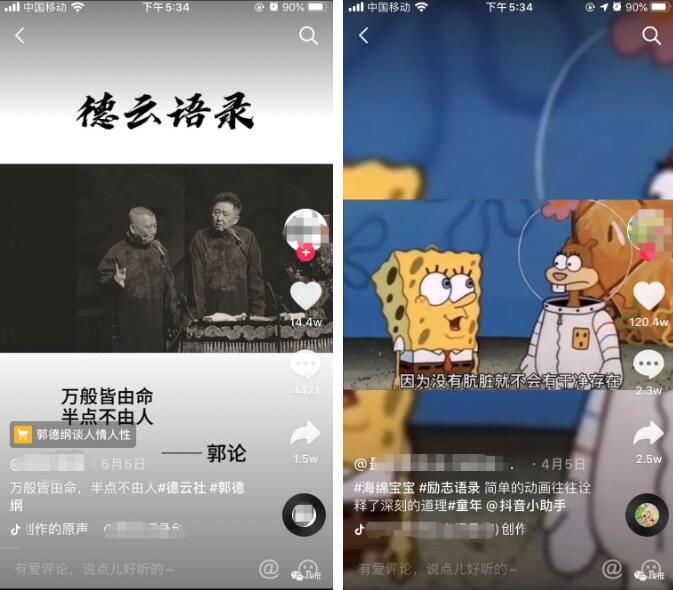 中国移动
下午5:34
90%
德云语录
14.4w
4421
万般皆由命
半点不由人
郭德纲谈人情人性
——郭论
1.5w
@
· 5月5日
万般皆由命，半点不由人#德云社 #郭德
纲
创作的原声
有爱评论，说点儿好听的~
中国移动
下午5:34
90%
120.4w
因为没有肮脏就不会有干净存在
2.3w
2.5w
@
· 4月5日
#海绵宝宝 #励志语录 简单的动画往往诠
释了深刻的道理#童年 @抖音小助手
创作
有爱评论，说点儿好听的~